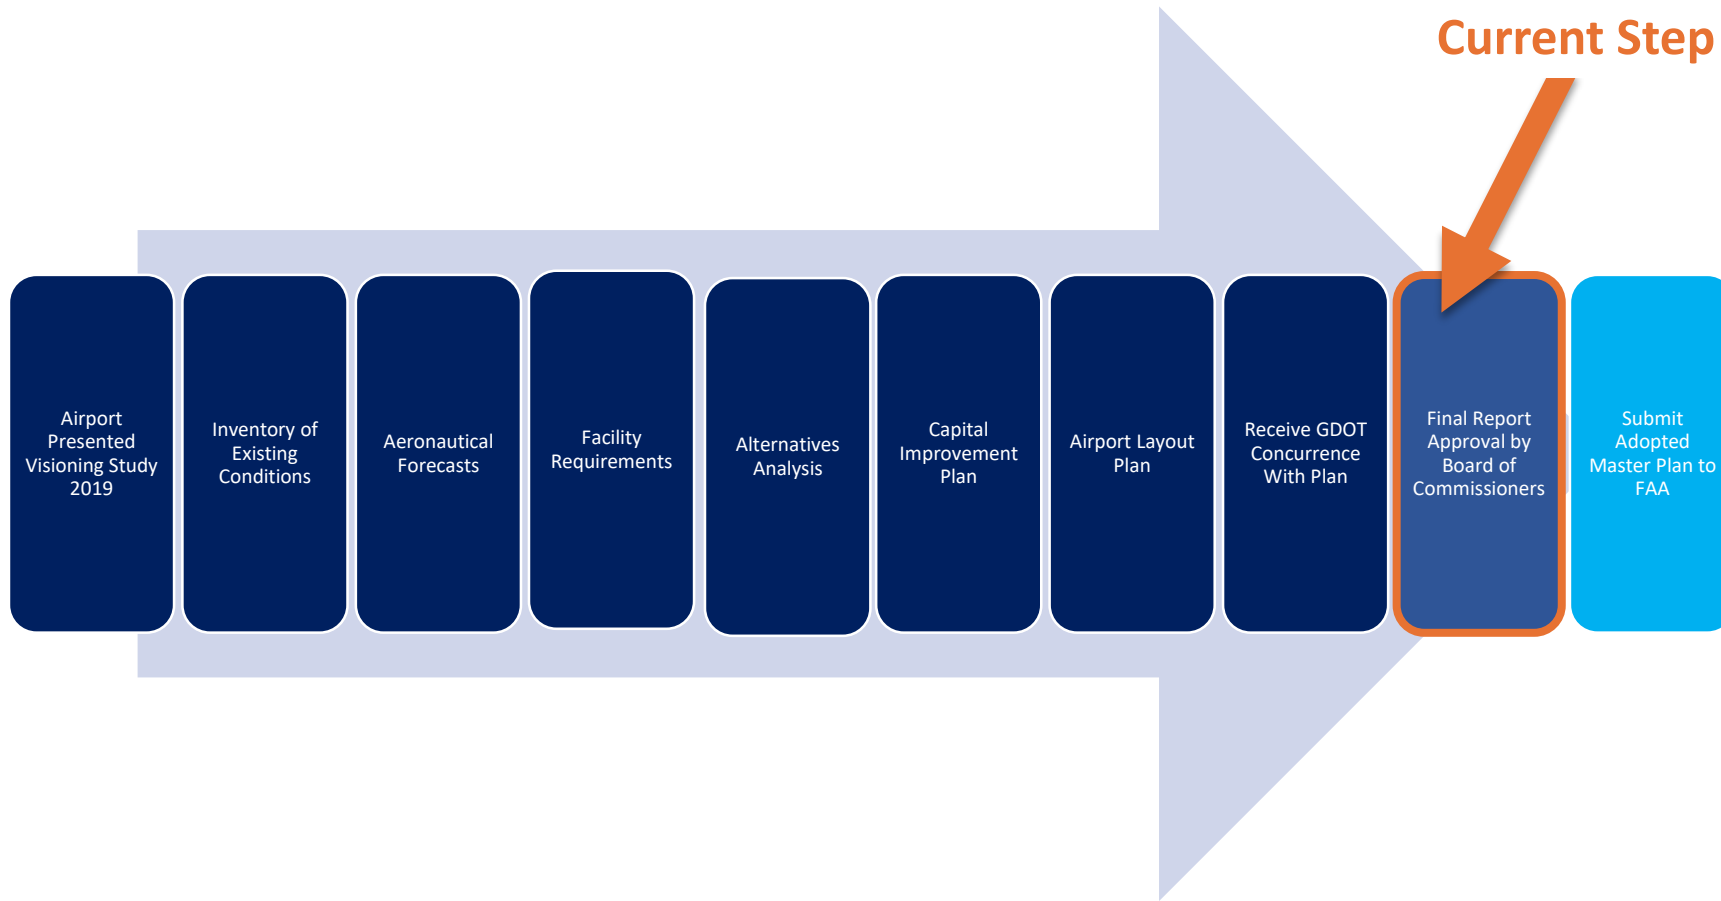 Current Step
Airport
Presented
Visioning Study
2019
Inventory of
Existing
Conditions
Aeronautical
Forecasts
Facility
Requirements
Alternatives
Analysis
Capital
Improvement
Plan
Airport Layout
Plan
Receive GDOT
Concurrence
With Plan
Final Report
Approval by
Board of
Commissioners
Submit
Adopted
Master Plan to
FAA